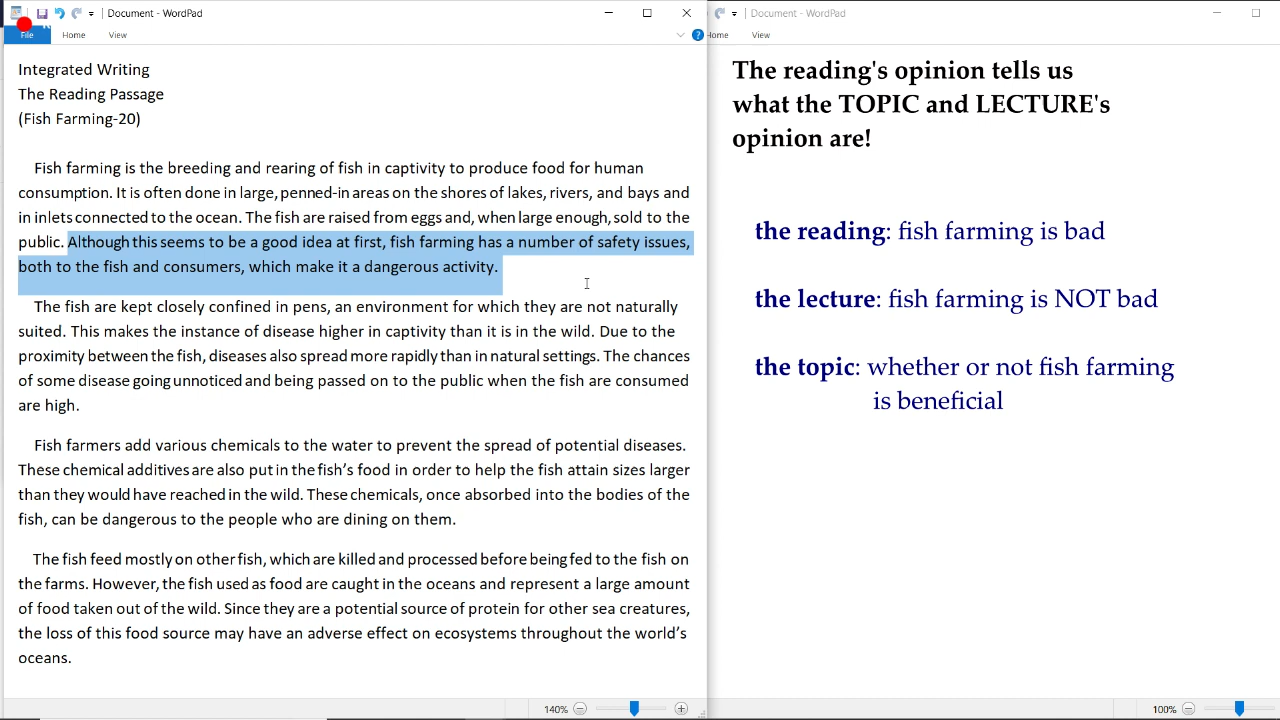 Document - WordPad
Document - WordPad
File
Home
View
Home
View
Integrated Writing
The Reading Passage
(Fish Farming-20)
Fish farming is the breeding and rearing of fish in captivity to produce food for human
consumption. It is often done in large, penned-in areas on the shores of lakes, rivers, and bays and
in inlets connected to the ocean. The fish are raised from eggs and, when large enough, sold to the
public. Although this seems to be a good idea at first, fish farming has a number of safety issues,
both to the fish and consumers, which make it a dangerous activity.
The fish are kept closely confined in pens, an environment for which they are not naturally
suited. This makes the instance of disease higher in captivity than it is in the wild. Due to the
proximity between the fish, diseases also spread more rapidly than in natural settings. The chances
of some disease going unnoticed and being passed on to the public when the fish are consumed
are high.
Fish farmers add various chemicals to the water to prevent the spread of potential diseases.
These chemical additives are also put in the fish's food in order to help the fish attain sizes larger
than they would have reached in the wild. These chemicals, once absorbed into the bodies of the
fish, can be dangerous to the people who are dining on them.
The fish feed mostly on other fish, which are killed and processed before being fed to the fish on
the farms. However, the fish used as food are caught in the oceans and represent a large amount
of food taken out of the wild. Since they are a potential source of protein for other sea creatures,
the loss of this food source may have an adverse effect on ecosystems throughout the world's
oceans.
140%
The reading's opinion tells us
what the TOPIC and LECTURE's
opinion are!
the reading: fish farming is bad
the lecture: fish farming is NOT bad
the topic: whether or not fish farming
is beneficial
100%